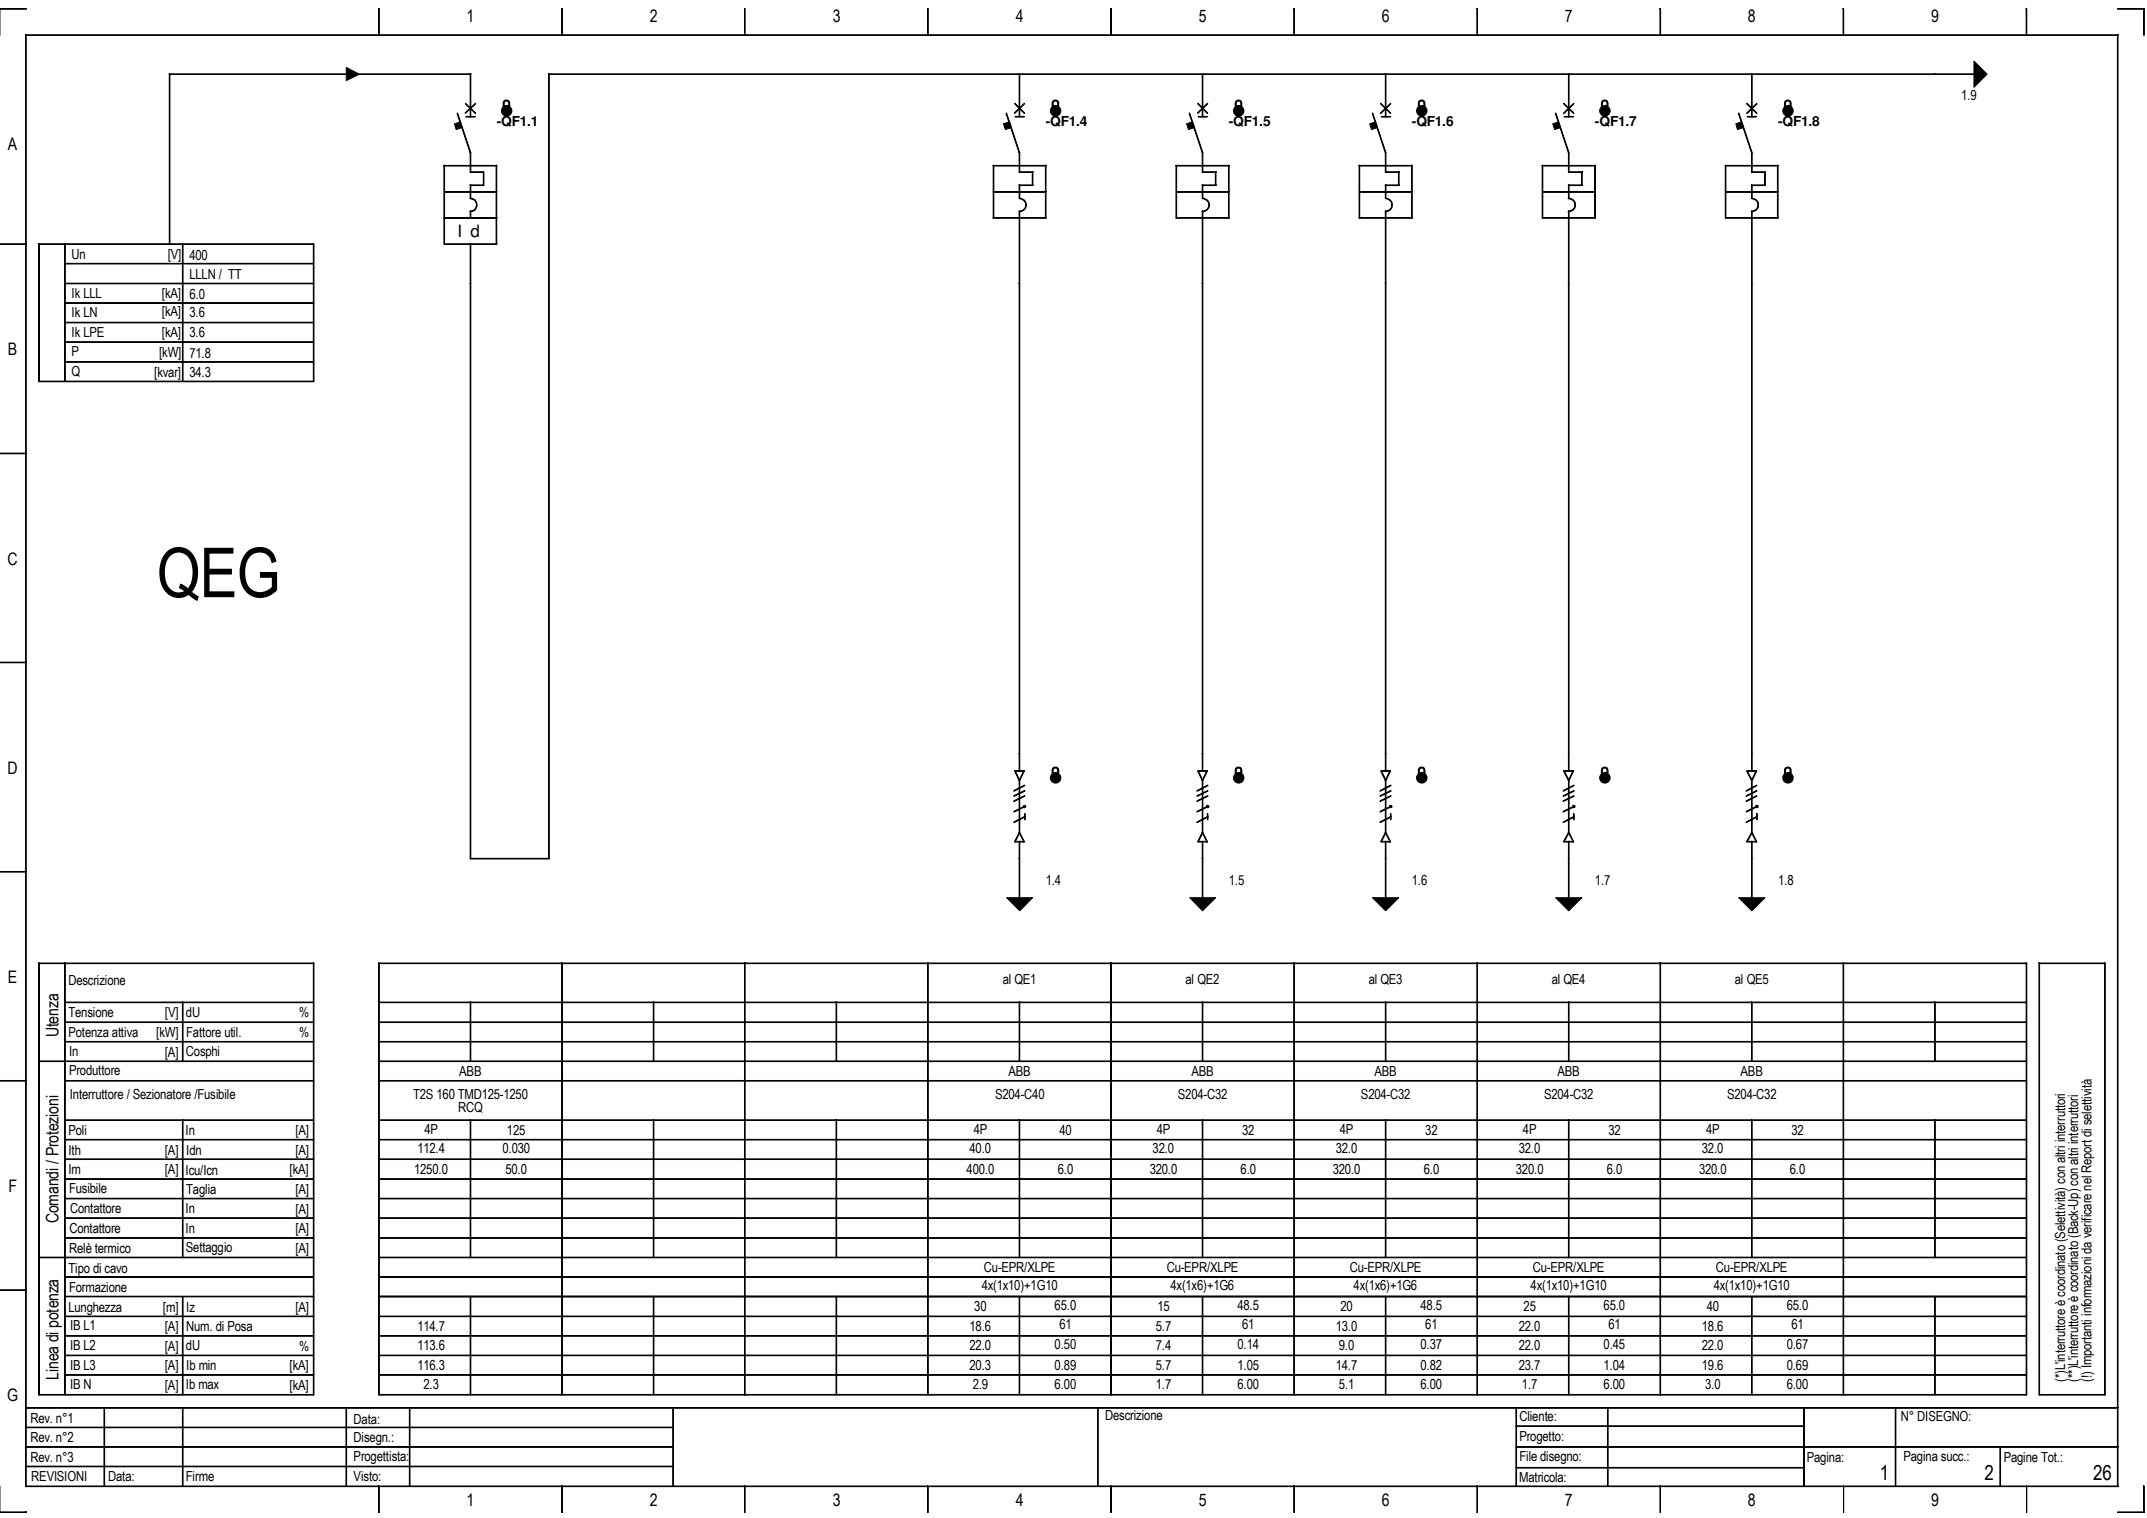 1 2 3 4 5 6 7 8 9
1.9
-QF1.1 -QF1.4 -QF1.5 -QF1.6 -QF1.7 -QF1.8
A
I d
Un [V] 400
LLLN / TT
Ik LLL [kA] 6.0
Ik LN [kA] 3.6
Ik LPE [kA] 3.6
B
P [kW] 71.8
Q [kvar] 34.3
C
QEG
D
1.4 1.5 1.6 1.7 1.8
E
Utenza
Descrizione al QE1 al QE2 al QE3 al QE4 al QE5
Tensione [V] dU %
Potenza attiva [kW] Fattore util. %
In [A] Cosphi
Comandi / Protezioni
Produttore ABB ABB ABB ABB ABB ABB
Interruttore / Sezionatore /Fusibile T2S 160 TMD125-1250 S204-C40 S204-C32 S204-C32 S204-C32 S204-C32
RCQ
Poli In [A] 4P 125 4P 40 4P 32 4P 32 4P 32 4P 32
Ith [A] Idn [A] 112.4 0.030 40.0 32.0 32.0 32.0 32.0
Im [A] Icu/Icn [kA] 1250.0 50.0 400.0 6.0 320.0 6.0 320.0 6.0 320.0 6.0 320.0 6.0
F
Fusibile Taglia [A]
Contattore In [A]
Contattore In [A]
Relè termico Settaggio [A]
Linea di potenza
Tipo di cavo Cu-EPR/XLPE Cu-EPR/XLPE Cu-EPR/XLPE Cu-EPR/XLPE Cu-EPR/XLPE
Formazione 4x(1x10)+1G10 4x(1x6)+1G6 4x(1x6)+1G6 4x(1x10)+1G10 4x(1x10)+1G10
Lunghezza [m] Iz [A] 30 65.0 15 48.5 20 48.5 25 65.0 40 65.0
IB L1 [A] Num. di Posa 114.7 18.6 61 5.7 61 13.0 61 22.0 61 18.6 61
IB L2 [A] dU % 113.6 22.0 0.50 7.4 0.14 9.0 0.37 22.0 0.45 22.0 0.67
IB L3 [A] Ib min [kA] 116.3 20.3 0.89 5.7 1.05 14.7 0.82 23.7 1.04 19.6 0.69
IB N [A] Ib max [kA] 2.3 2.9 6.00 1.7 6.00 5.1 6.00 1.7 6.00 3.0 6.00
G
(*)L'interruttore è coordinato (Selettività) con altri interruttori
(**)L'interruttore è coordinato (Back-Up) con altri interruttori
(!) Importanti informazioni da verificare nel Report di selettività
Rev. n°1 Data: Descrizione Cliente: N° DISEGNO:
Rev. n°2 Disegn.: Progetto:
Rev. n°3 Progettista: File disegno: Pagina: 1 Pagina succ.: 2 Pagine Tot.: 26
REVISIONI Data: Firme Visto: Matricola:
1 2 3 4 5 6 7 8 9